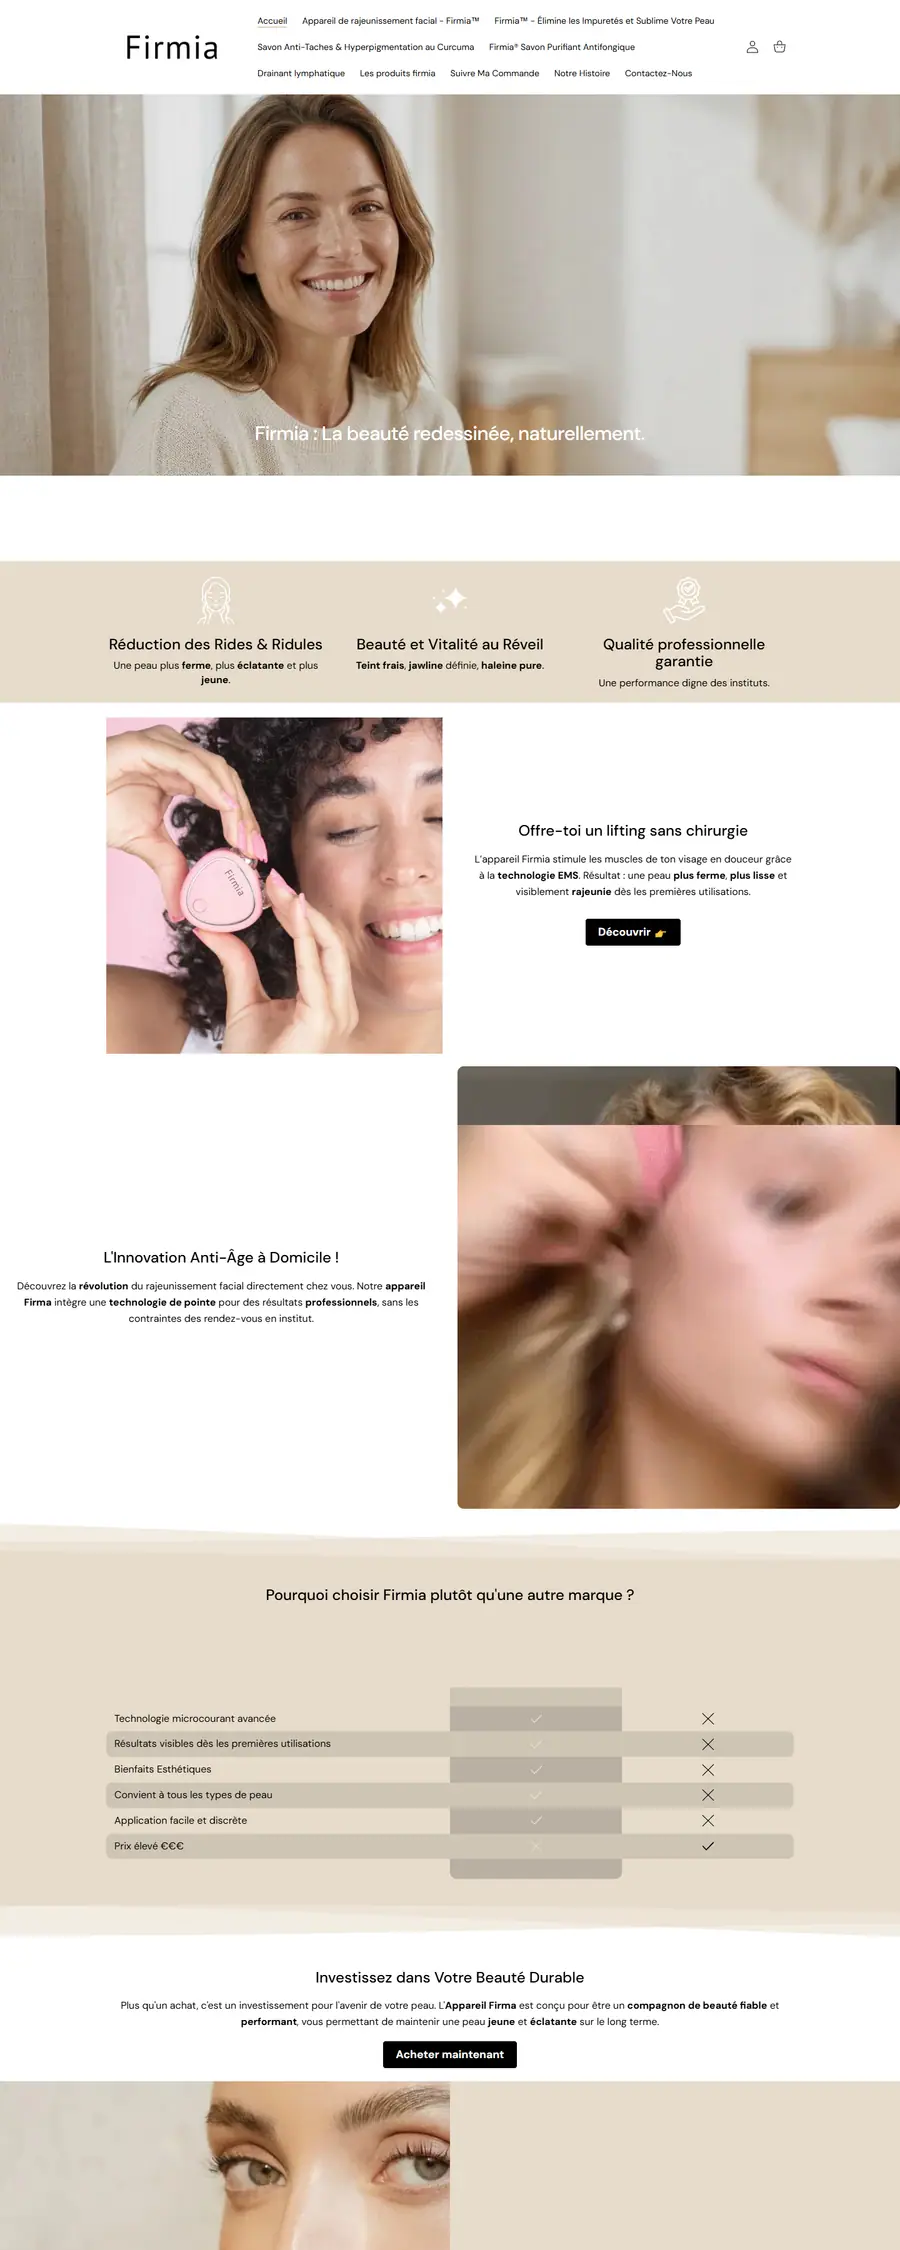 Firmia
Accueil Appareil de rajeunissement facial - Firmia™ Firmia™ - Élimine les Impuretés et Sublime Votre Peau
Savon Anti-Taches & Hyperpigmentation au Curcuma Firmia® Savon Purifiant Antifongique
Drainant lymphatique Les produits firmia Suivre Ma Commande Notre Histoire Contactez-Nous
Firmia : La beauté redessinée, naturellement.
Réduction des Rides & Ridules
Une peau plus ferme, plus éclatante et plus
jeune.
Beauté et Vitalité au Réveil
Teint frais, jawline définie, haleine pure.
Qualité professionnelle
garantie
Une performance digne des instituts.
Firmia
Offre-toi un lifting sans chirurgie
L'appareil Firmia stimule les muscles de ton visage en douceur grâce
à la technologie EMS. Résultat : une peau plus ferme, plus lisse et
visiblement rajeunie dès les premières utilisations.
Découvrir 👉
L'Innovation Anti-Âge à Domicile !
Découvrez la révolution du rajeunissement facial directement chez vous. Notre appareil
Firma intègre une technologie de pointe pour des résultats professionnels, sans les
contraintes des rendez-vous en institut.
Pourquoi choisir Firmia plutôt qu'une autre marque ?
Technologie microcourant avancée
Résultats visibles dès les premières utilisations
Bienfaits Esthétiques
Convient à tous les types de peau
Application facile et discrète
Prix élevé €€€
Investissez dans Votre Beauté Durable
Plus qu'un achat, c'est un investissement pour l'avenir de votre peau. L'Appareil Firma est conçu pour être un compagnon de beauté fiable et
performant, vous permettant de maintenir une peau jeune et éclatante sur le long terme.
Acheter maintenant